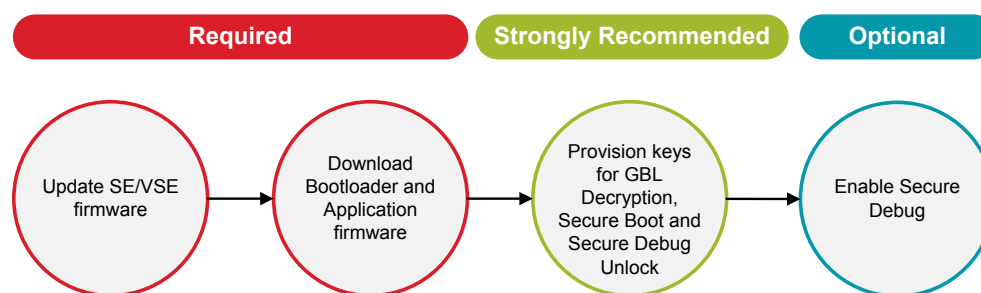 Required
Strongly Recommended
Optional
Update SE/VSE
firmware
Download
Bootloader and
Application
firmware
Provision keys
for GBL
Decryption,
Secure Boot and
Secure Debug
Unlock
Enable Secure
Debug